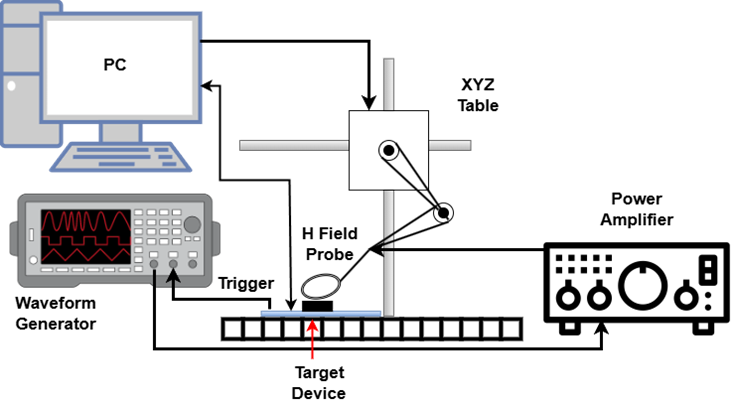 PC
XYZ
Table
Power
Amplifier
H Field
Probe
Trigger
Waveform
Generator
Target
Device